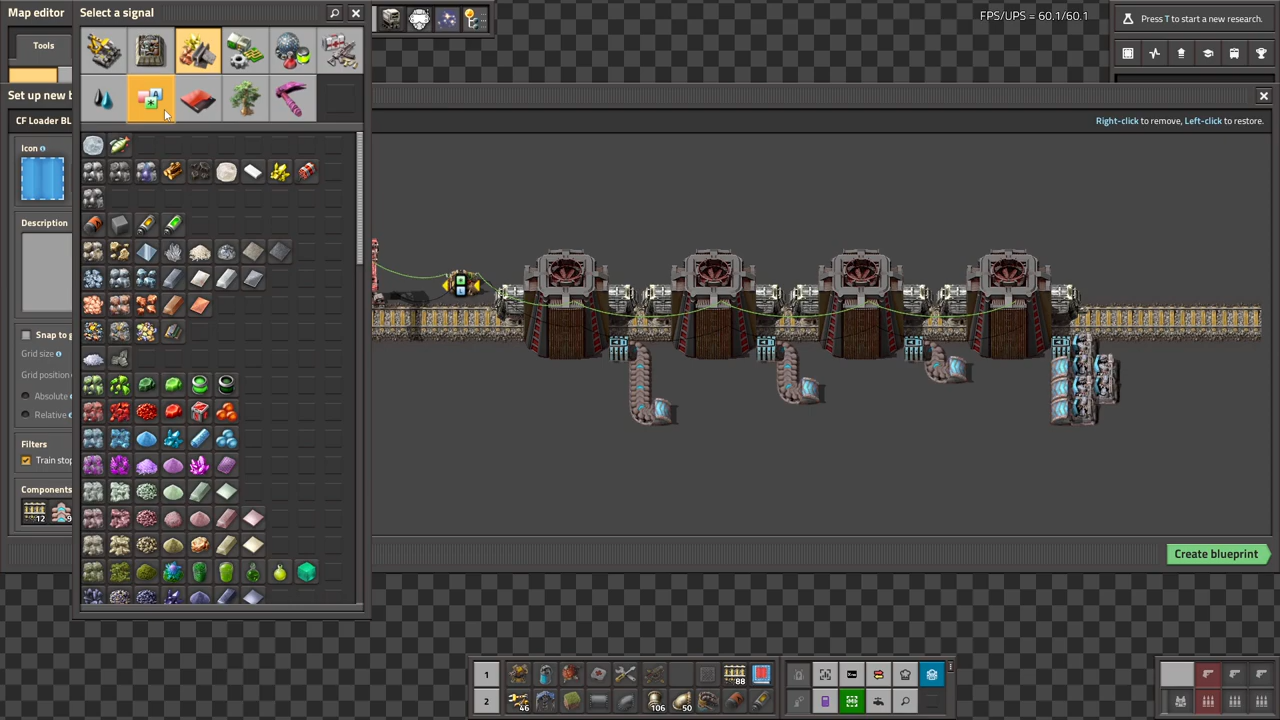 Map editor
Select a signal
FPS/UPS = 60.1/60.1
Press T to start a new research.
Tools
Set up new b
CF Loader BL
Right-click to remove, Left-click to restore.
Icon
Description
Snap to g
Grid size
Grid position
Absolute
Relative
Filters
Train stop
Components
12
9
Create blueprint
1
88
2
46
106
50